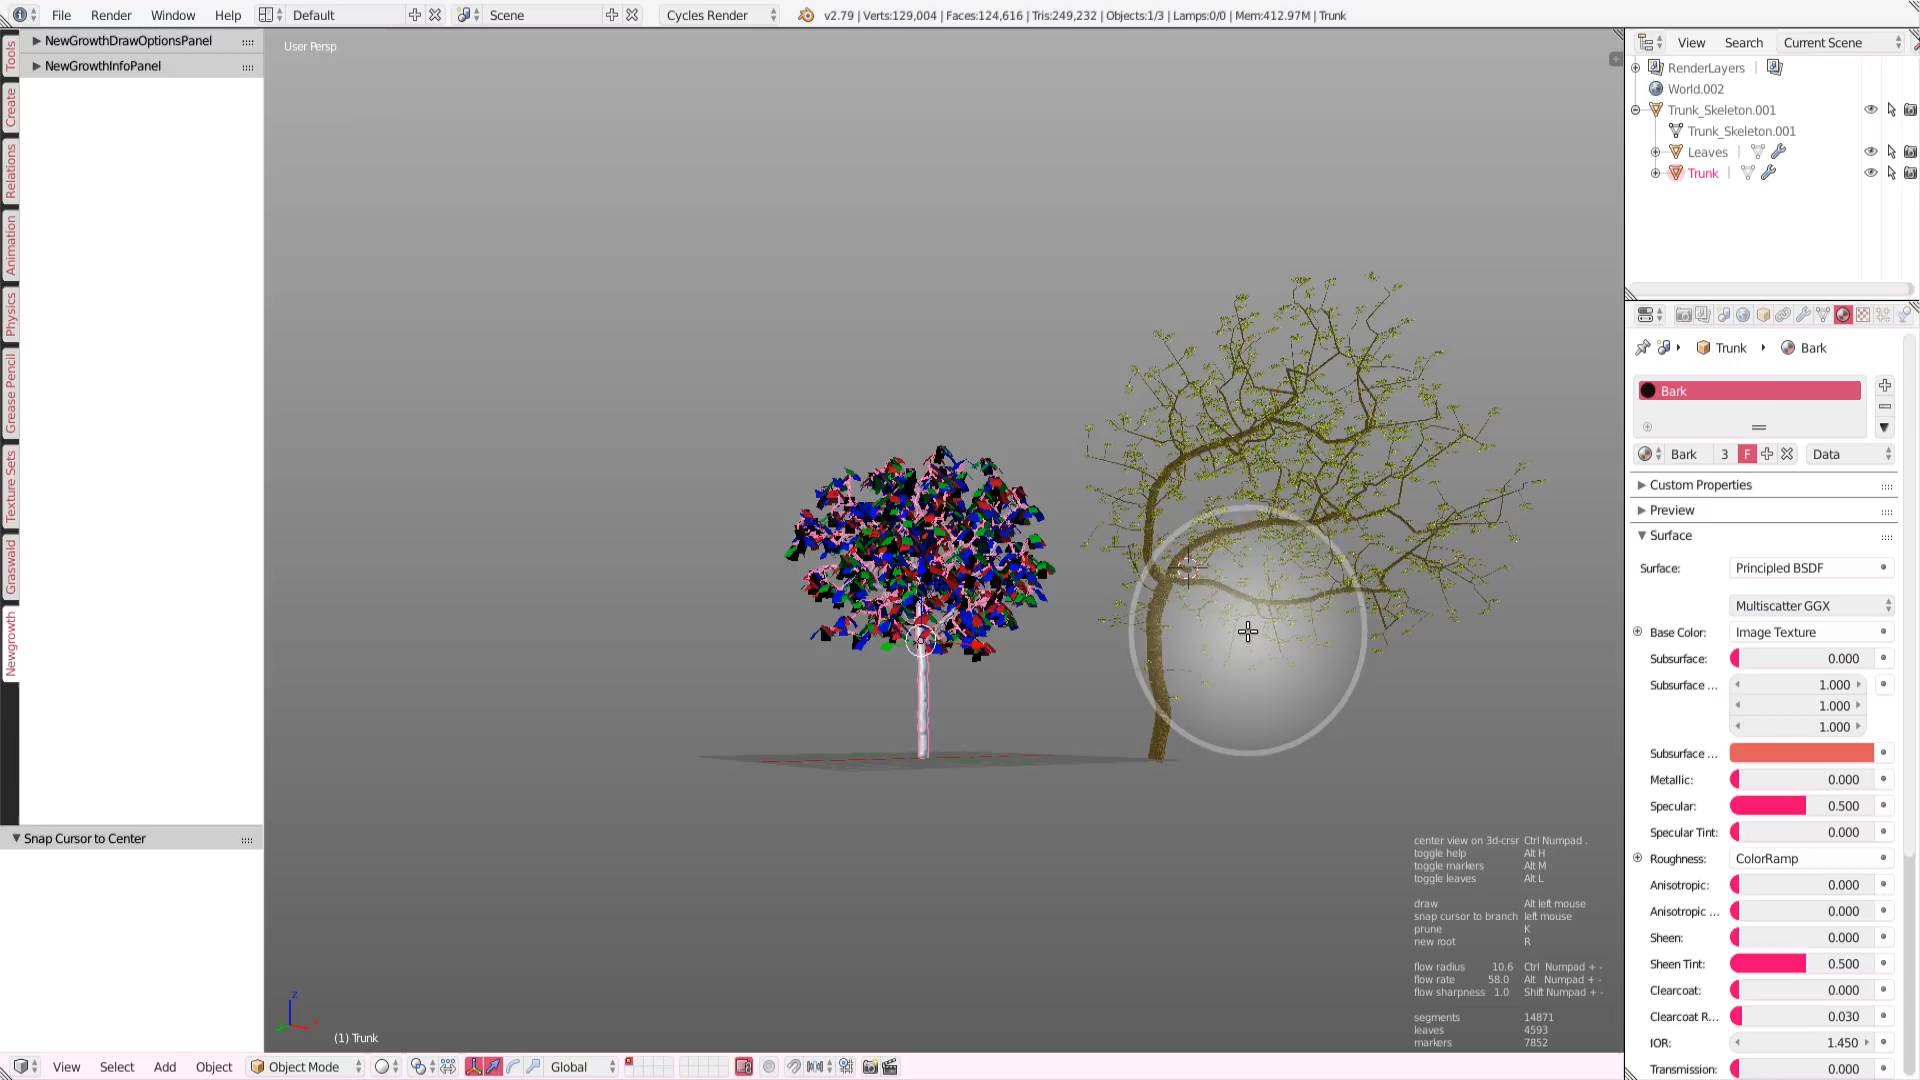 File Render Window Help Default Scene Cycles Render v2.79 | Verts:129,004 | Faces:124,616 | Tris:249,232 | Objects:1/3 | Lamps:0/0 | Mem:412.97M | Trunk
Tools
Create
Relations
Animation
Physics
Grease Pencil
Texture Sets
Graswald
Newgrowth
NewGrowthDrawOptionsPanel
NewGrowthInfoPanel
Snap Cursor to Center
User Persp
center view on 3d-crsr Ctrl Numpad .
toggle help Alt H
toggle markers Alt M
toggle leaves Alt L
draw Alt left mouse
snap cursor to branch left mouse
prune K
new root R
flow radius 10.6 Ctrl Numpad + -
flow rate 58.0 Alt Numpad + -
flow sharpness 1.0 Shift Numpad + -
segments 14871
leaves 4593
markers 7852
z
(1) Trunk
View Select Add Object Object Mode Global
View Search Current Scene
RenderLayers |
World.002
Trunk_Skeleton.001
Trunk_Skeleton.001
Leaves |
Trunk |
Trunk Bark
Bark
Bark 3 F Data
Custom Properties
Preview
Surface
Surface: Principled BSDF
Multiscatter GGX
Base Color: Image Texture
Subsurface: 0.000
Subsurface ... 1.000
1.000
1.000
Subsurface ...
Metallic: 0.000
Specular: 0.500
Specular Tint: 0.000
Roughness: ColorRamp
Anisotropic: 0.000
Anisotropic ... 0.000
Sheen: 0.000
Sheen Tint: 0.500
Clearcoat: 0.000
Clearcoat R... 0.030
IOR: 1.450
Transmission: 0.000